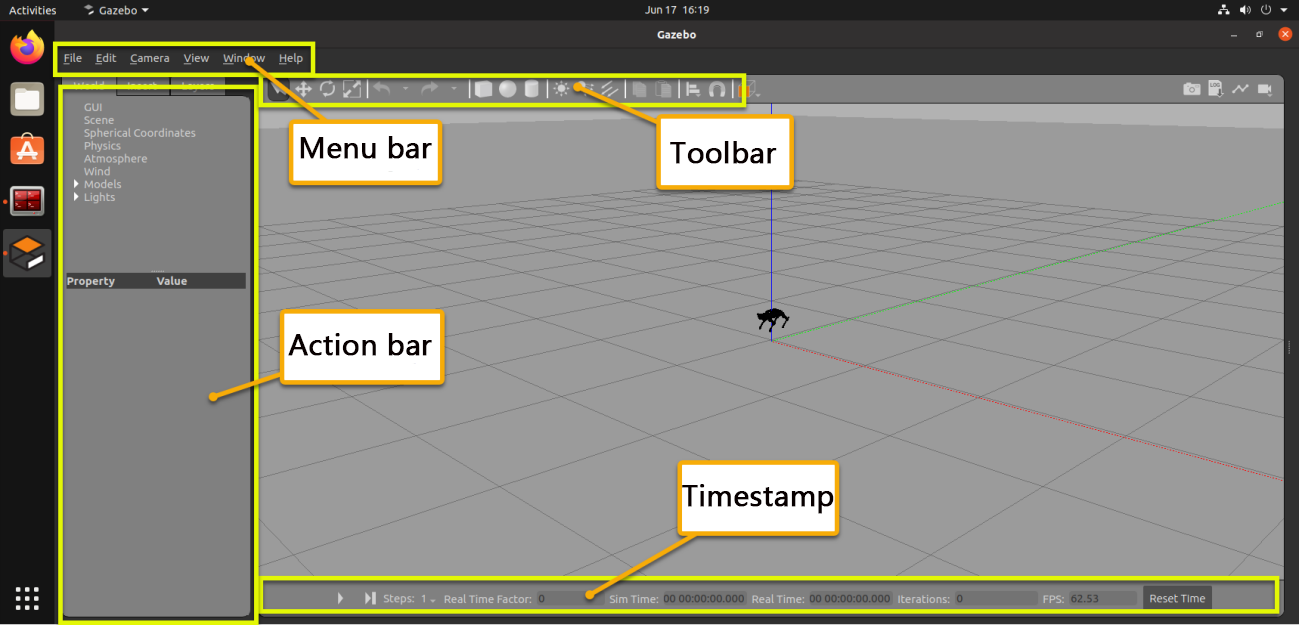 Activities
Gazebo
Jun 17 16:19
Gazebo
File Edit Camera View Window Help
World Insert Layers
LOG
GUI
Scene
Spherical Coordinates
Physics
Atmosphere
Wind
Models
Lights
Menu bar
Toolbar
Property Value
Action bar
Timestamp
Steps: 1 Real Time Factor: 0 Sim Time: 00 00:00:00.000 Real Time: 00 00:00:00.000 Iterations: 0 FPS: 62.53 Reset Time